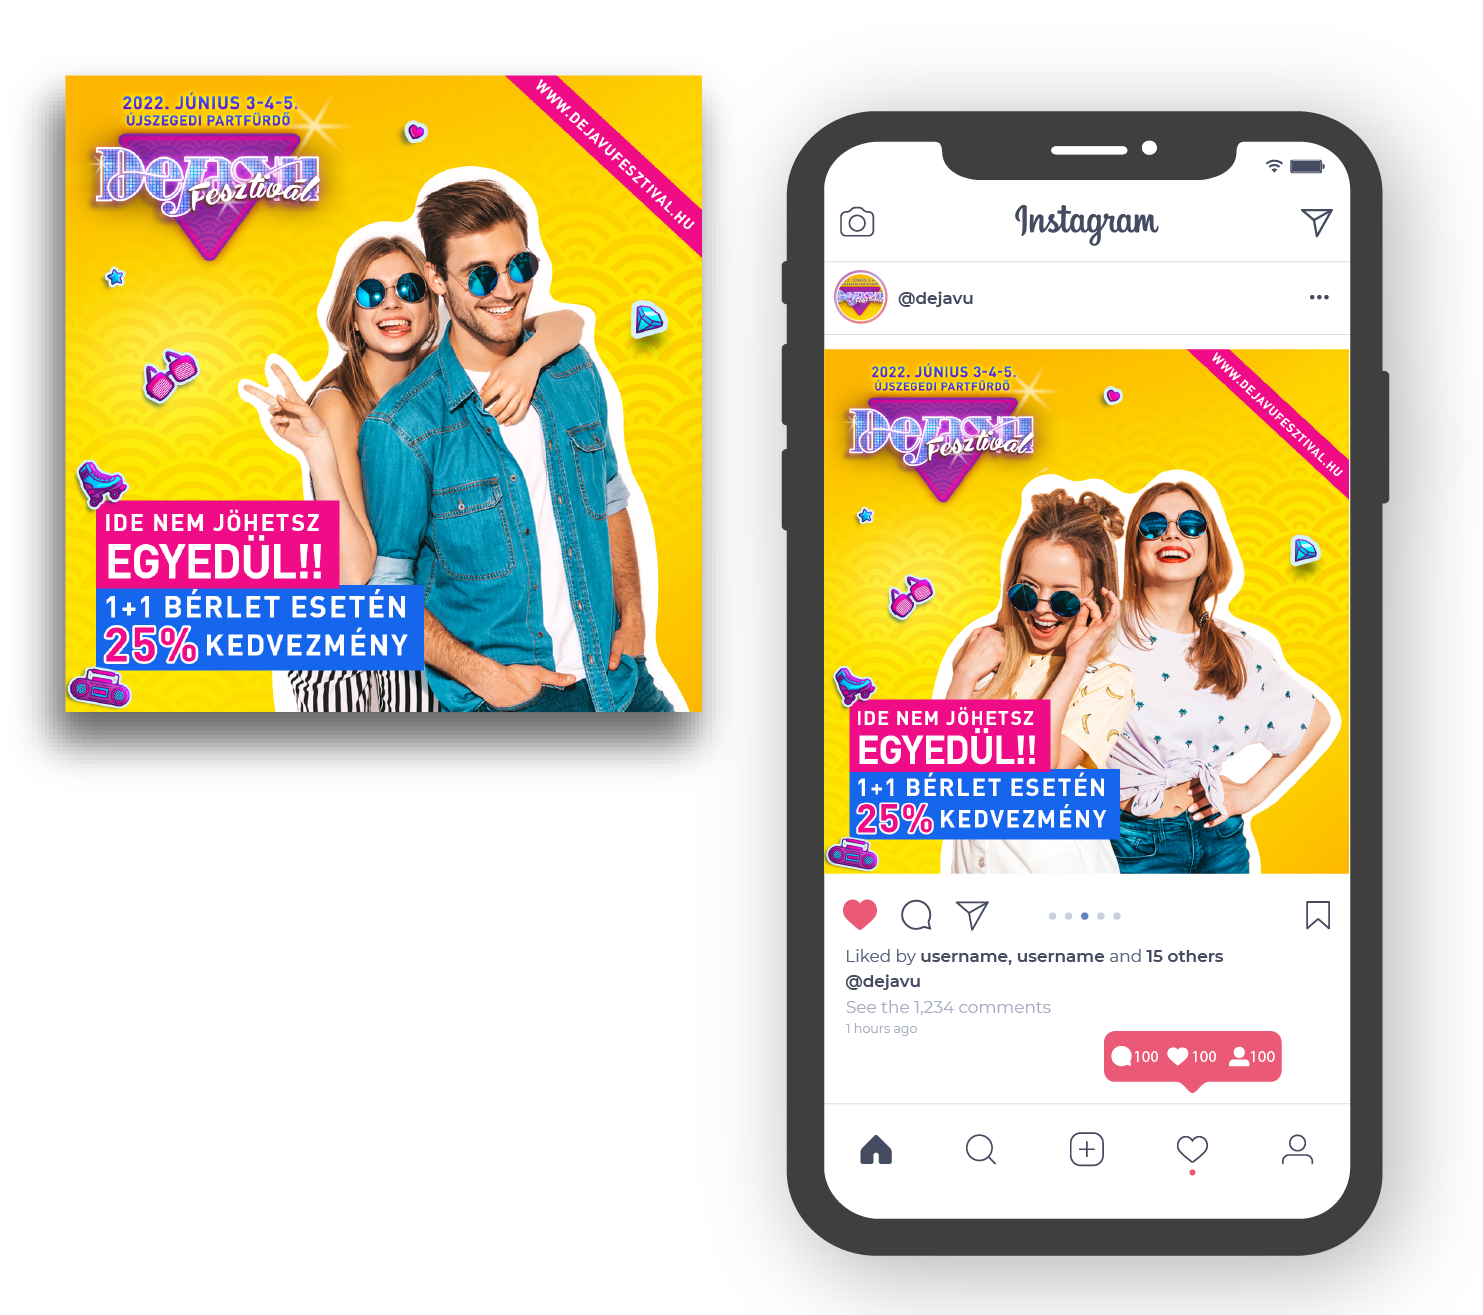 2022. JÚNIUS 3-4-5.
ÚJSZEGEDI PARTFÜRDŐ
Dejavu
Fesztivál
WWW.DEJAVUFESZTIVAL.HU
IDE NEM JÖHETSZ
EGYEDÜL!!
1+1 BÉRLET ESETÉN
25% KEDVEZMÉNY
Instagram
@dejavu
2022. JÚNIUS 3-4-5.
ÚJSZEGEDI PARTFÜRDŐ
Dejavu
Fesztivál
WWW.DEJAVUFESZTIVAL.HU
IDE NEM JÖHETSZ
EGYEDÜL!!
1+1 BÉRLET ESETÉN
25% KEDVEZMÉNY
Liked by username, username and 15 others
@dejavu
See the 1,234 comments
1 hours ago
100 100 100